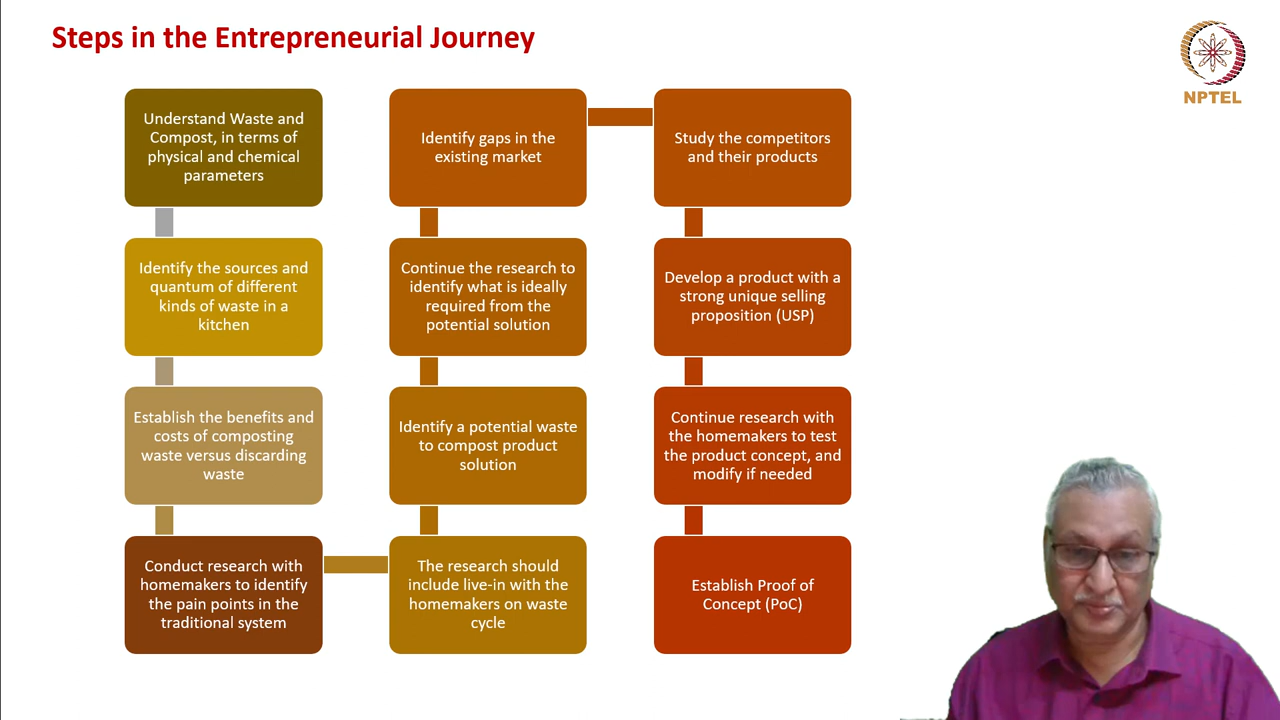 Steps in the Entrepreneurial Journey
NPTEL
Understand Waste and
Compost, in terms of
physical and chemical
parameters
Identify the sources and
quantum of different
kinds of waste in a
kitchen
Establish the benefits and
costs of composting
waste versus discarding
waste
Conduct research with
homemakers to identify
the pain points in the
traditional system
The research should
include live-in with the
homemakers on waste
cycle
Identify a potential waste
to compost product
solution
Continue the research to
identify what is ideally
required from the
potential solution
Identify gaps in the
existing market
Study the competitors
and their products
Develop a product with a
strong unique selling
proposition (USP)
Continue research with
the homemakers to test
the product concept, and
modify if needed
Establish Proof of
Concept (PoC)